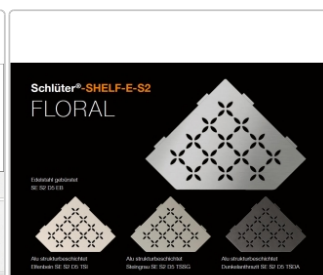 Schlüter®-SHELF-E-S2
FLORAL
Edelstahl gebürstet
SE S2 D5 EB
Alu strukturbeschichtet
Alu strukturbeschichtet
Alu strukturbeschichtet
Elfenbein SE S2 D5 TSI
Steingrau SE S2 D5 TSSG
Dunkelanthrazit SE S2 D5 TSDA